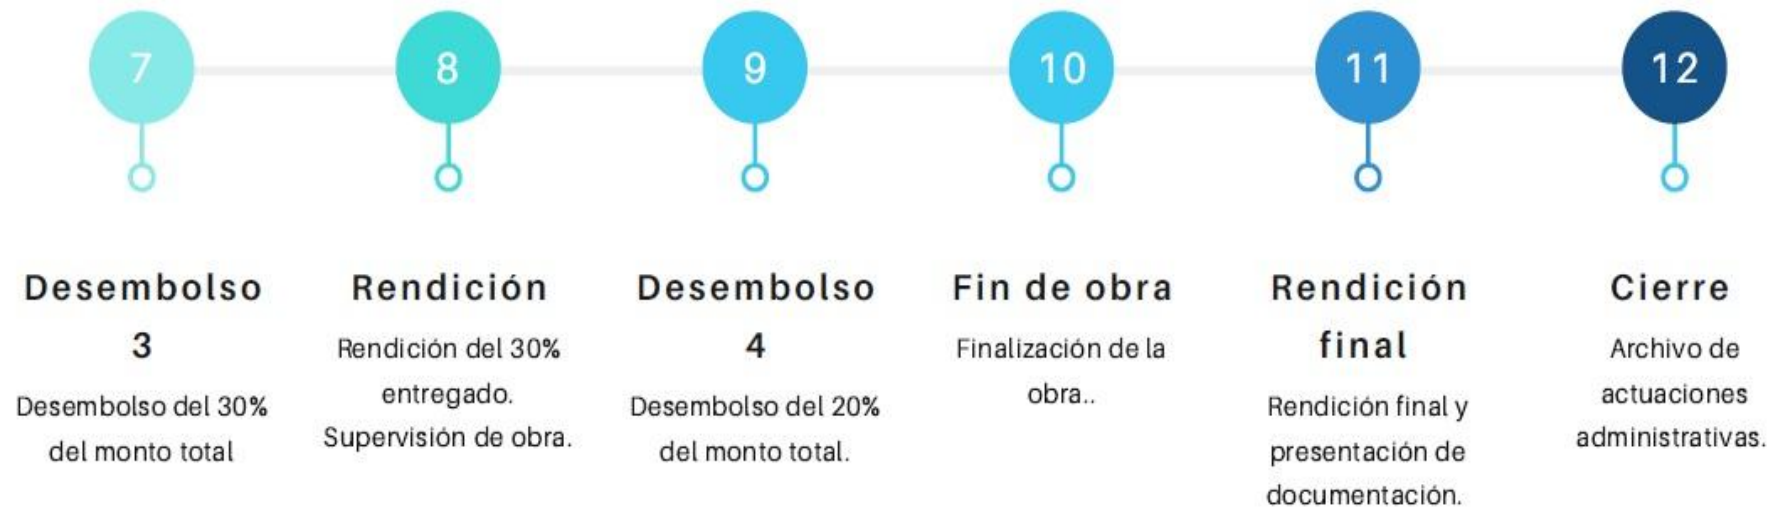 7
8
9
10
11
12
Desembolso
3
Desembolso del 30%
del monto total
Rendición
Rendición del 30%
entregado.
Supervisión de obra.
Desembolso
4
Desembolso del 20%
del monto total.
Fin de obra
Finalización de la
obra..
Rendición
final
Rendición final y
presentación de
documentación.
Cierre
Archivo de
actuaciones
administrativas.